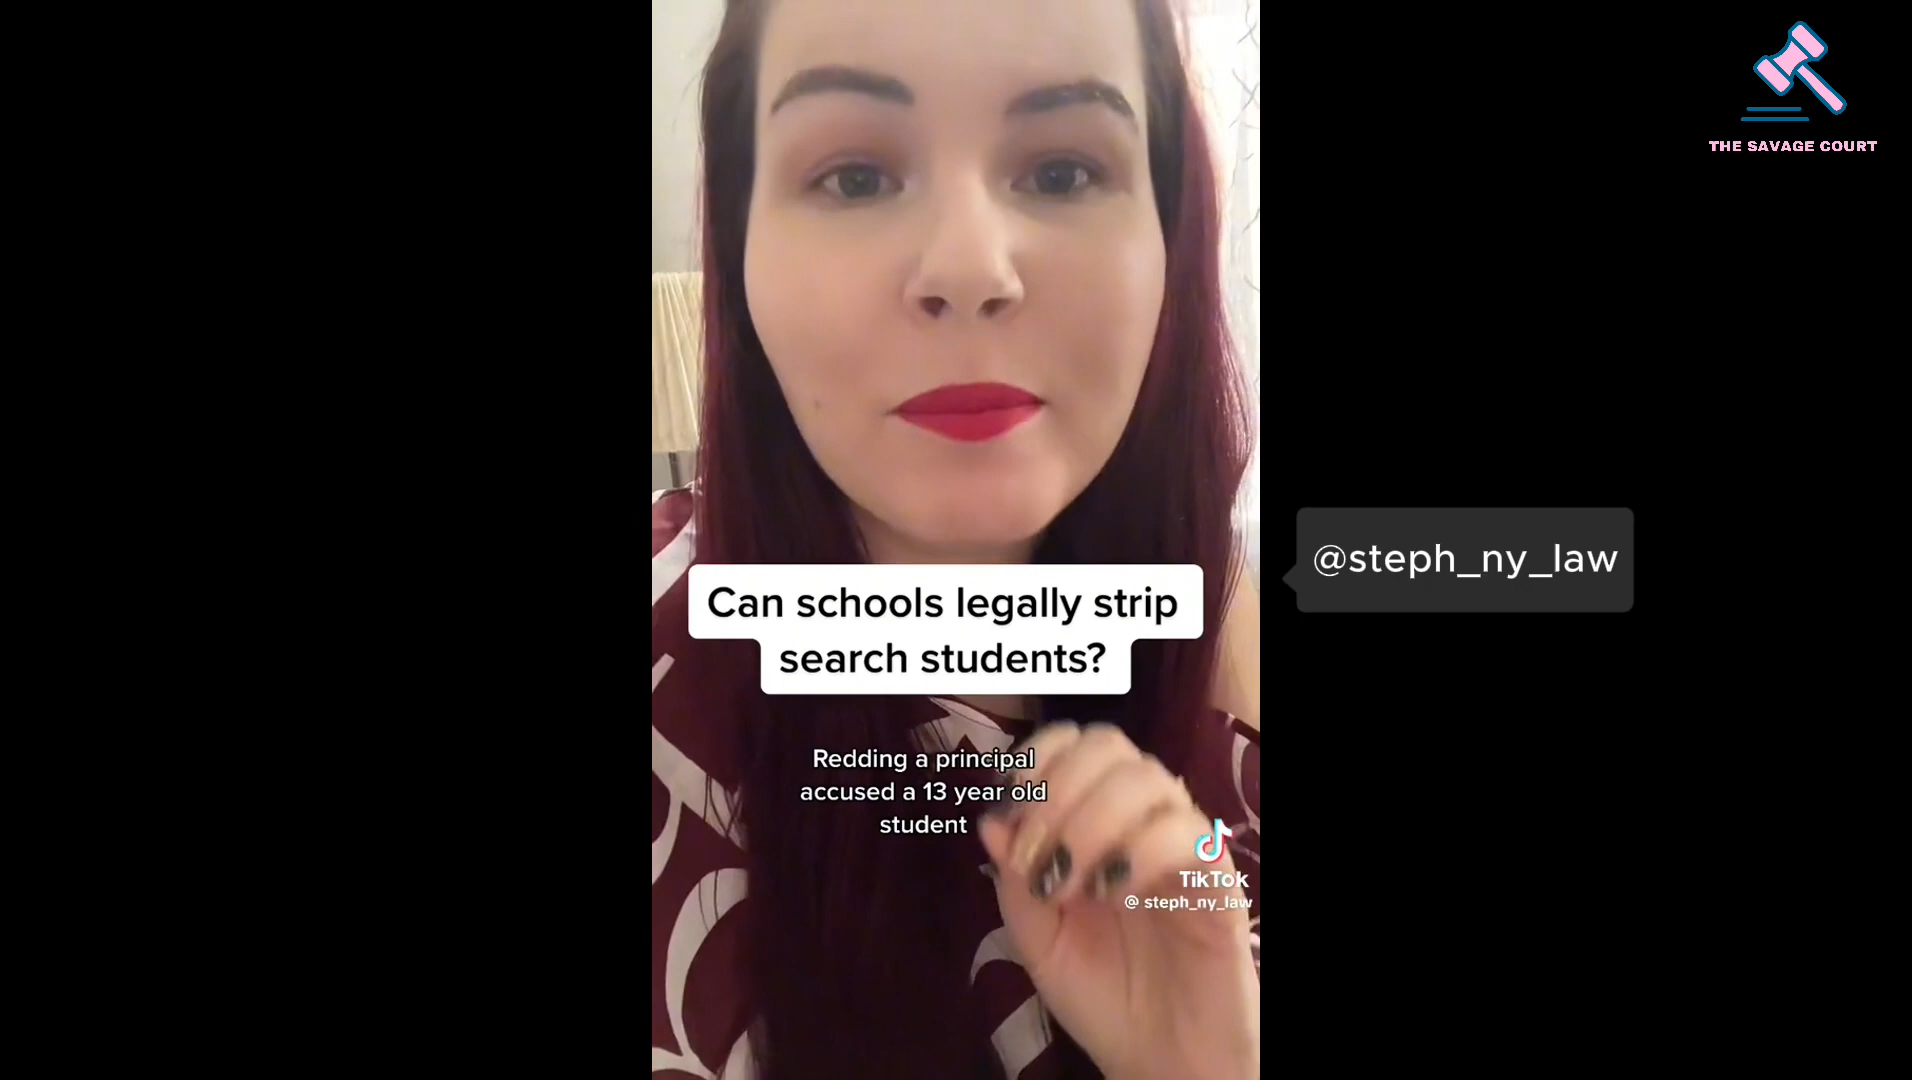 THE SAVAGE COURT
@steph_ny_law
Can schools legally strip
search students?
Redding a principal
accused a 13 year old
student
TikTok
@ steph_ny_law